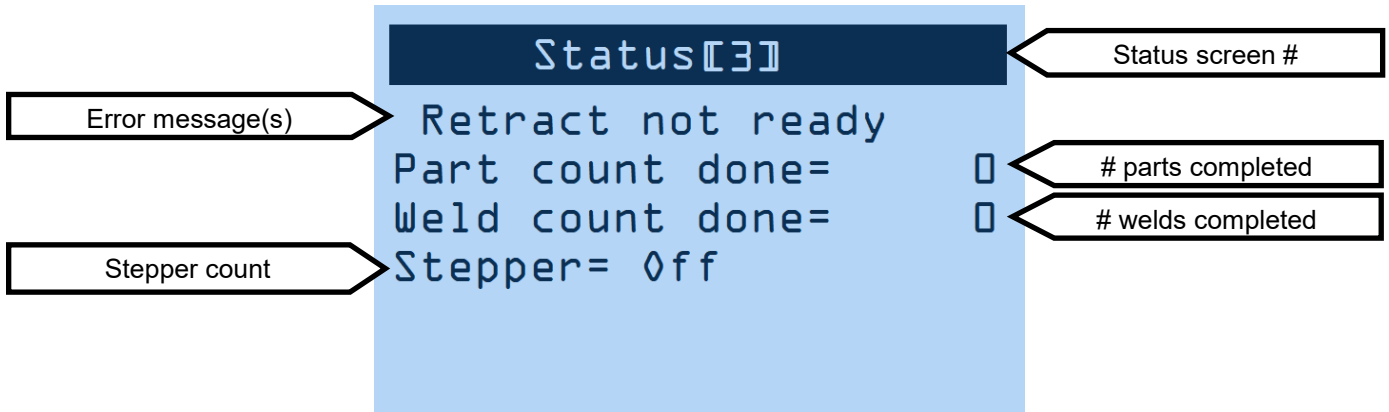 Status[3]
Status screen #
Error message(s)
Retract not ready
Part count done= 0
# parts completed
Weld count done= 0
# welds completed
Stepper count
Stepper= Off